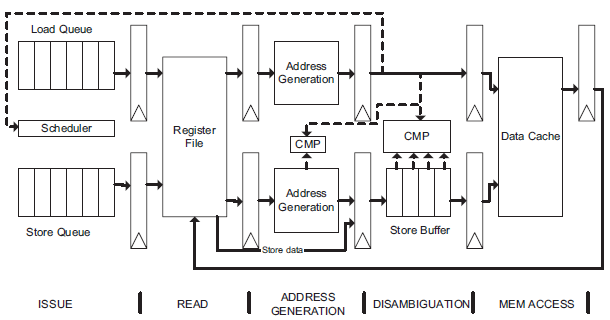 Load Queue
Address
Generation
Scheduler
Register
File
CMP
CMP
Data Cache
Address
Generation
Store Queue
Store Buffer
Store data
ISSUE
READ
ADDRESS
GENERATION
DISAMBIGUATION
MEM ACCESS